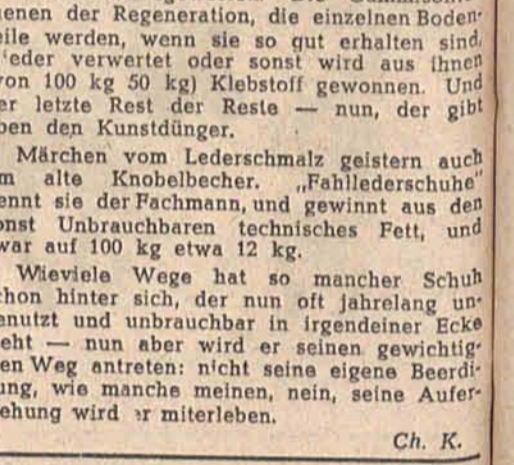 enen der Regeneration, die einzelnen Boden-
eile werden, wenn sie so gut erhalten sind,
ieder verwertet oder sonst wird aus ihnen
von 100 kg 50 kg) Klebstoff gewonnen. Und
er letzte Rest der Reste — nun, der gibt
ben den Kunstdünger.
Märchen vom Lederschmalz geistern auch
m alte Knobelbecher. „Fahllederschuhe"
ennt sie der Fachmann, und gewinnt aus den
onst Unbrauchbaren technisches Fett, und
war auf 100 kg etwa 12 kg.
Wieviele Wege hat so mancher Schuh
chon hinter sich, der nun oft jahrelang un-
enutzt und unbrauchbar in irgendeiner Ecke
eht — nun aber wird er seinen gewichtig-
en Weg antreten: nicht seine eigene Beerdi-
ung, wie manche meinen, nein, seine Aufer-
ehung wird er miterleben.
Ch. K.